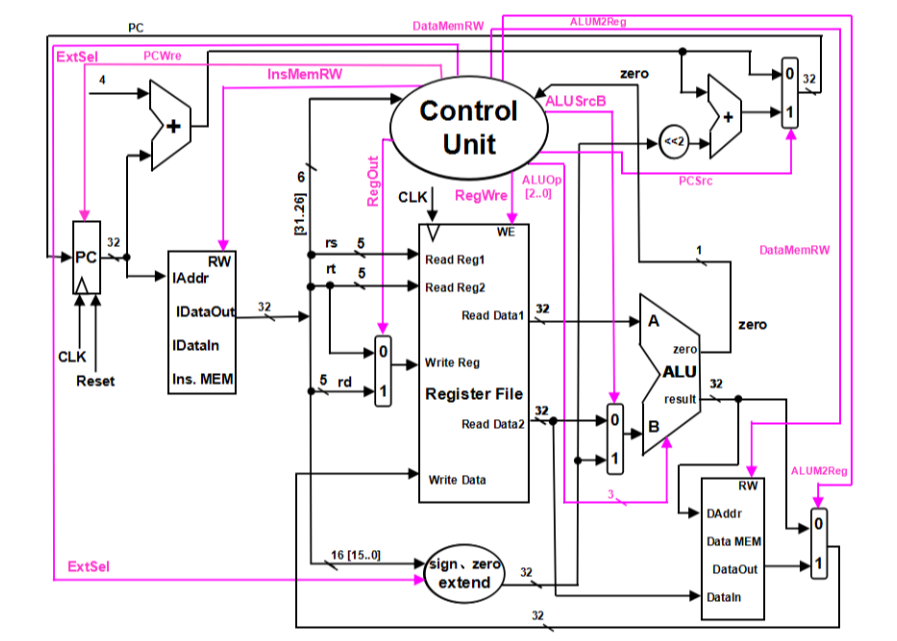 PC
DataMemRW
ALUM2Reg
ExtSel
PCWre
InsMemRW
4
+
Control
Unit
zero
ALUSrcB
+
<<2
0
1
32
PCSrc
6
[31..26]
RegOut
CLK
RegWre
ALUOp
[2..0]
WE
PC
32
RW
IAddr
IDataOut
IDataIn
Ins. MEM
32
CLK
Reset
rs
5
rt
5
5
rd
0
1
Read Reg1
Read Reg2
Read Data1
Write Reg
Register File
Read Data2
Write Data
32
32
0
1
A
B
zero
ALU
result
1
zero
32
DataMemRW
3
RW
DAddr
Data MEM
DataOut
DataIn
ALUM2Reg
0
1
ExtSel
16 [15..0]
sign、zero
extend
32
32